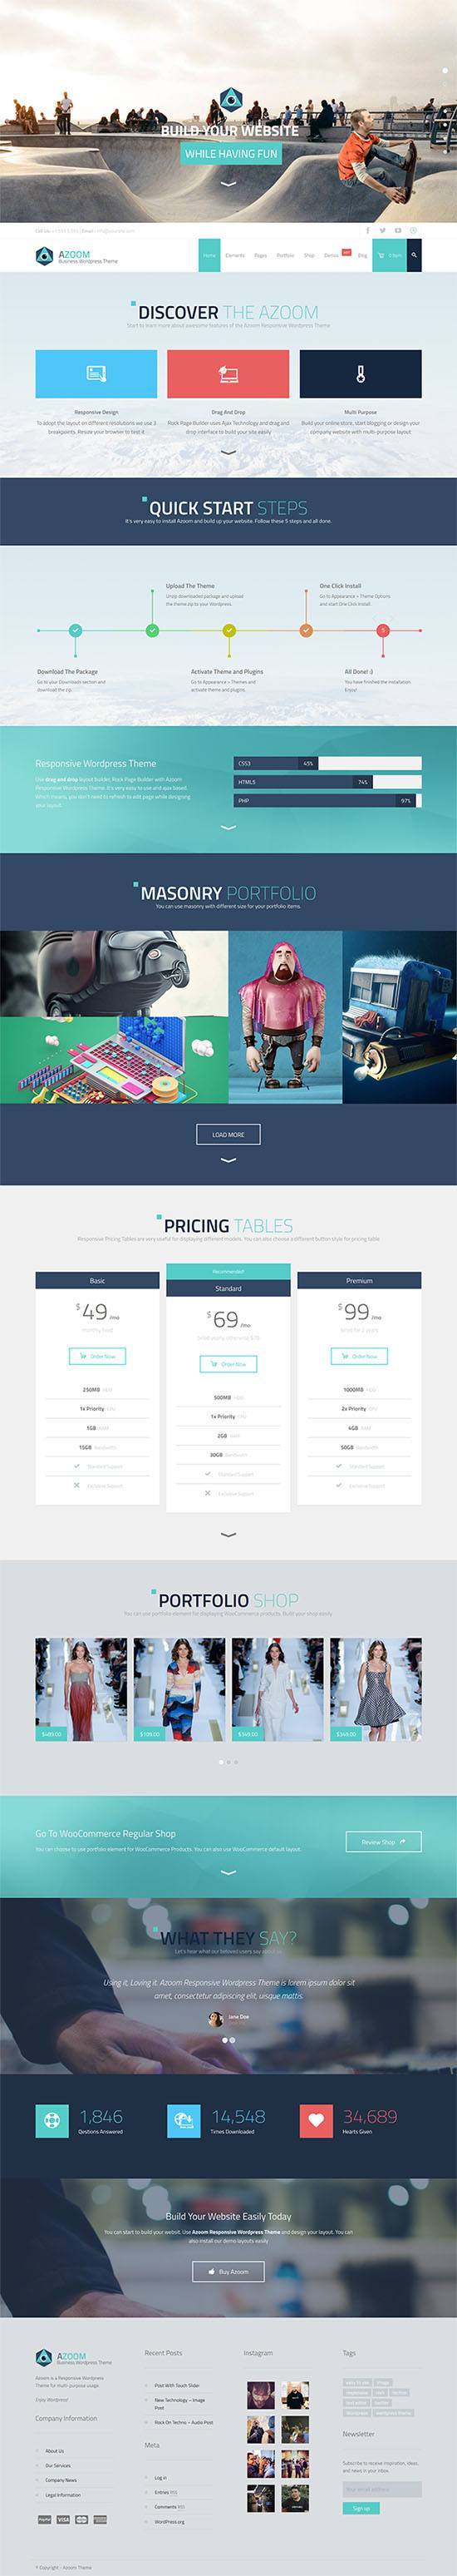 BUILD YOUR WEBSITE
WHILE HAVING FUN
AZOOM
Business Wordpress Theme
Home
Elements
Pages
Portfolio
Shop
Demos
Blog
DISCOVER THE AZOOM
Start to learn more about awesome features of the Azoom Responsive Wordpress Theme
Responsive Design
To adapt the layout on different resolutions we use 3
breakpoints. Resize your browser to test it
Drag And Drop
Rock Page Builder uses Ajax Technology and drag and
drop interface to build your site easily
Multi Purpose
Build your online store, start blogging or design your
company website with multi-purpose layout
QUICK START STEPS
It's very easy to install Azoom and build up your website. Follow these 5 steps and all done.
Upload The Theme
Unzip downloaded package and upload
the theme.zip to your Wordpress
One Click Install
Go to Appearance > Theme Options
and start One Click Install
5
Download The Package
Go to your Downloads section and
download the zip.
Activate Theme and Plugins
Go to Appearance > Themes and
activate theme and plugins.
All Done! :)
You have finished the installation.
Enjoy!
Responsive Wordpress Theme
Use drag and drop layout builder, Rock Page Builder with Azoom
Responsive Wordpress Theme. It's very easy to use and ajax based.
Which means, you don't need to refresh to edit page while designing
your layout.
CSS3
45%
HTML5
74%
PHP
97%
MASONRY PORTFOLIO
You can use masonry with different size for your portfolio items.
LOAD MORE
PRICING TABLES
Responsive Pricing Tables are very useful for displaying different models. You can also choose a different button style for pricing table.
Basic
$49 /mo
Order Now
250MB
1x Priority
1GB
15GB
Standard Support
Exclusive Support
Recommended!
Standard
$69 /mo
Order Now
500MB
1x Priority
2GB
30GB
Standard Support
Exclusive Support
Premium
$99 /mo
Order Now
1000MB
2x Priority
4GB
50GB
Standard Support
Exclusive Support
PORTFOLIO SHOP
You can use portfolio element for displaying WooCommerce products. Build your shop easily.
$489.00
$199.00
$349.00
$349.00
Go To WooCommerce Regular Shop
You can choose to use portfolio element for WooCommerce Products. You can also use WooCommerce default layout.
Review Shop
WHAT THEY SAY?
Let's hear what our beloved users say about us
Using it, Loving it. Azoom Responsive Wordpress Theme is lorem ipsum dolor sit
amet, consectetur adipiscing elit, uisque mattis.
Jane Doe
1,846
Qestions Answered
14,548
Times Downloaded
34,689
Hearts Given
Build Your Website Easily Today
You can start to build your websit. Use Azoom Responsive Wordpress Theme and design your layout. You can
also install our demo layouts easily
Buy Azoom
AZOOM
Business Wordpress Theme
Azoom is a Responsive Wordpress
Theme for multi-purpose usage.
Enjoy Wordpress!
Company Information
About Us
Our Services
Company News
Legal Information
Recent Posts
Post With Touch Slider
New Technology – Image
Post
Rock On Techno – Audio Post
Meta
Log in
Entries RSS
Comments RSS
WordPress.org
Instagram
Tags
Newsletter
Subscribe to receive inspiration, ideas,
and news in your inbox.
Your email address
Sign up
© Copyright - Azoom Theme